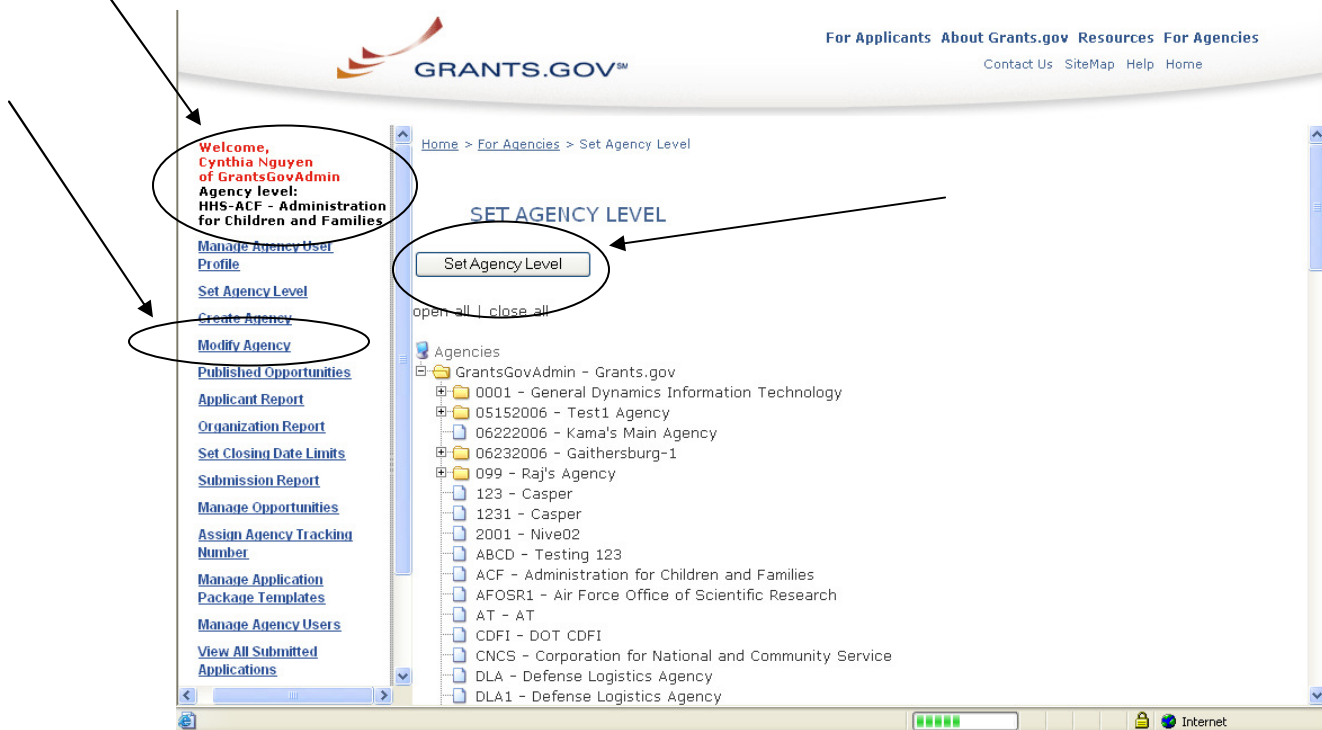 GRANTS.GOV℠
For Applicants About Grants.gov Resources For Agencies
Contact Us SiteMap Help Home
Welcome,
Cynthia Nguyen
of GrantsGovAdmin
Agency level:
HHS-ACF - Administration
for Children and Families
Manage Agency User
Profile
Set Agency Level
Create Agency
Modify Agency
Published Opportunities
Applicant Report
Organization Report
Set Closing Date Limits
Submission Report
Manage Opportunities
Assign Agency Tracking
Number
Manage Application
Package Templates
Manage Agency Users
View All Submitted
Applications
Home > For Agencies > Set Agency Level
SET AGENCY LEVEL
Set Agency Level
open all | close all
Agencies
GrantsGovAdmin - Grants.gov
0001 - General Dynamics Information Technology
05152006 - Test1 Agency
06222006 - Kama's Main Agency
06232006 - Gaithersburg-1
099 - Raj's Agency
123 - Casper
1231 - Casper
2001 - Nive02
ABCD - Testing 123
ACF - Administration for Children and Families
AFOSR1 - Air Force Office of Scientific Research
AT - AT
CDFI - DOT CDFI
CNCS - Corporation for National and Community Service
DLA - Defense Logistics Agency
DLA1 - Defense Logistics Agency
Internet